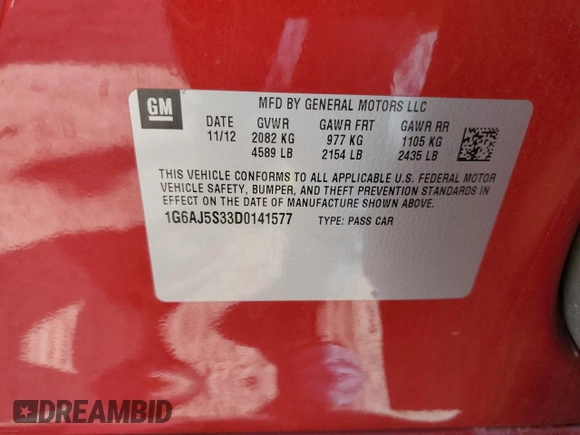 GM
MFD BY GENERAL MOTORS LLC
DATE GVWR GAWR FRT GAWR RR
11/12 2082 KG 977 KG 1105 KG
4589 LB 2154 LB 2435 LB
THIS VEHICLE CONFORMS TO ALL APPLICABLE U.S. FEDERAL MOTOR
VEHICLE SAFETY, BUMPER, AND THEFT PREVENTION STANDARDS IN
EFFECT ON THE DATE OF MANUFACTURE SHOWN ABOVE.
1G6AJ5S33D0141577 TYPE: PASS CAR
DREAMBID